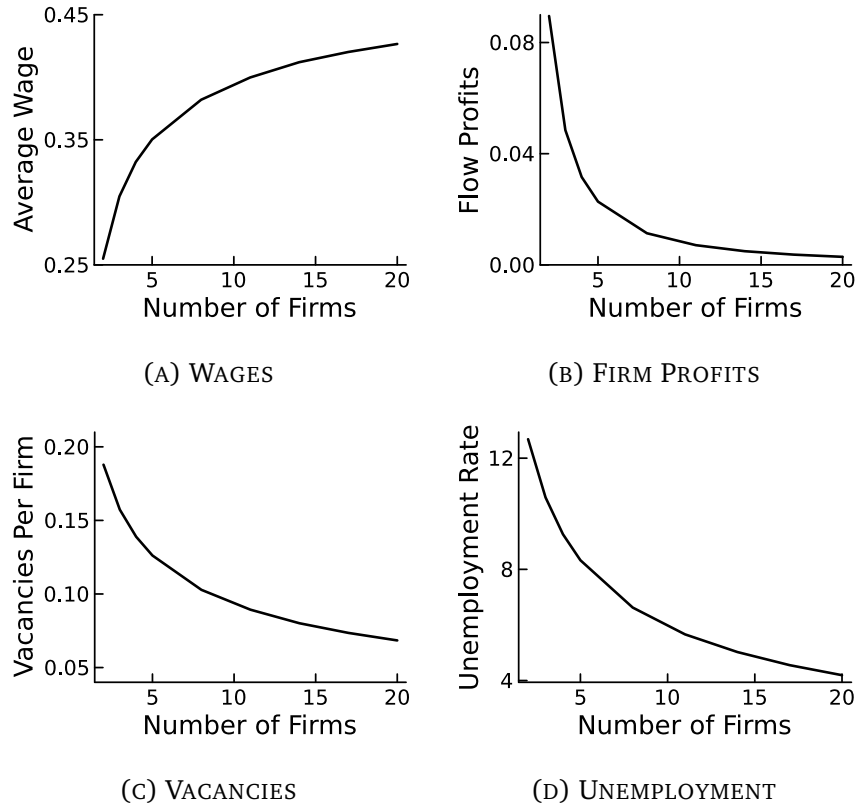 0.45
0.35
0.25
Average Wage
5 10 15 20
Number of Firms
(A) WAGES
0.08
0.04
0.00
Flow Profits
5 10 15 20
Number of Firms
(B) FIRM PROFITS
0.20
0.15
0.10
0.05
Vacancies Per Firm
5 10 15 20
Number of Firms
(C) VACANCIES
12
8
4
Unemployment Rate
5 10 15 20
Number of Firms
(D) UNEMPLOYMENT